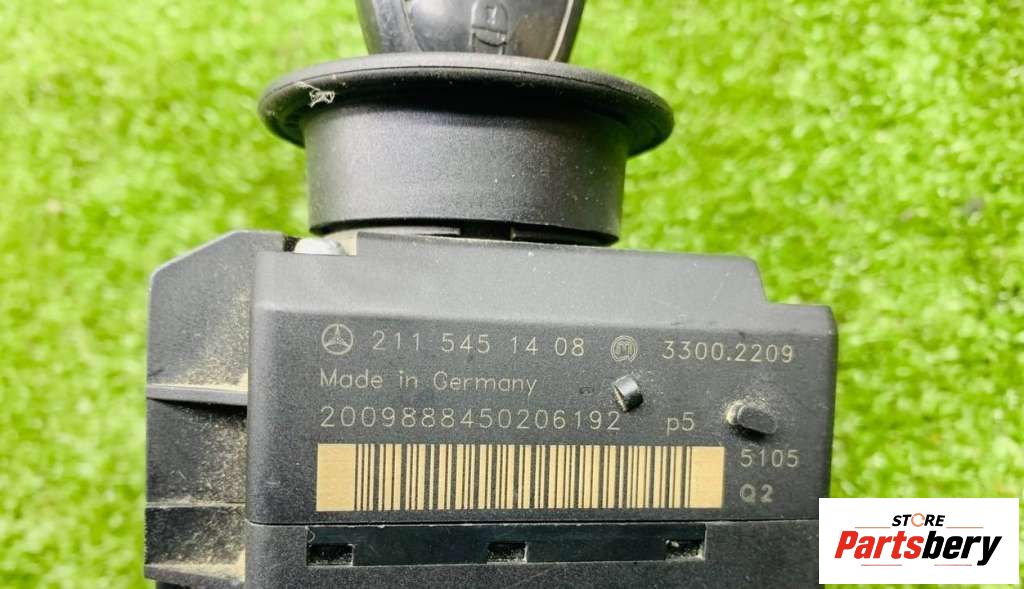 211 545 14 08 M 3300.2209
Made in Germany
2009888450206192 p5
5105
Q2
STORE
Partsbery